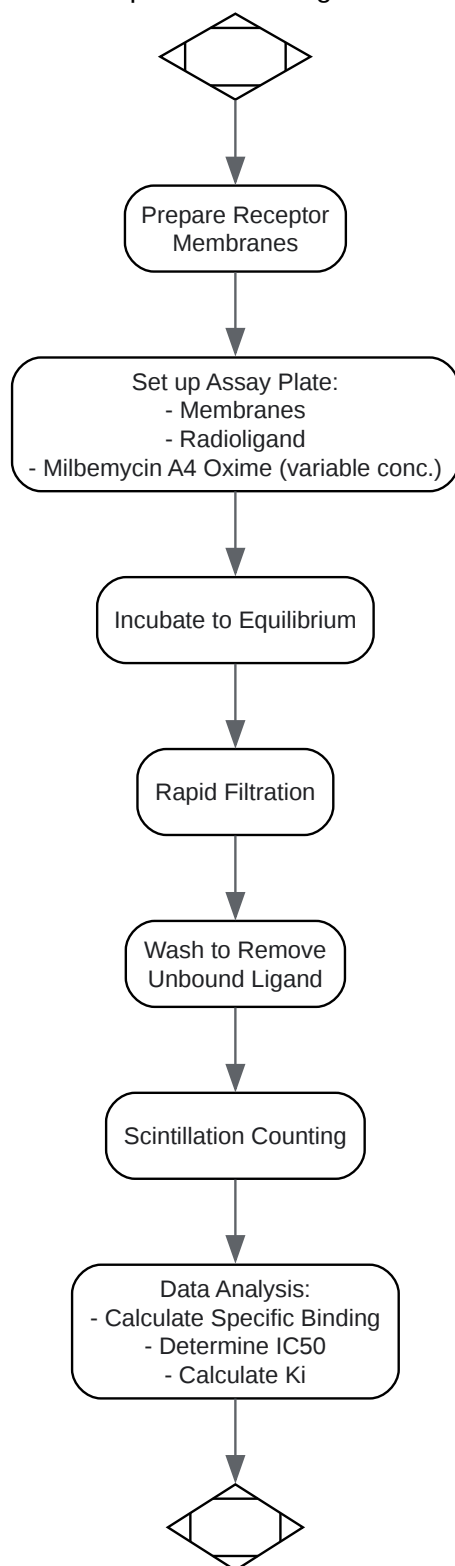 Prepare Receptor
Membranes
Set up Assay Plate:
- Membranes
- Radioligand
- Milbemycin A4 Oxime (variable conc.)
Incubate to Equilibrium
Rapid Filtration
Wash to Remove
Unbound Ligand
Scintillation Counting
Data Analysis:
- Calculate Specific Binding
- Determine IC50
- Calculate Ki